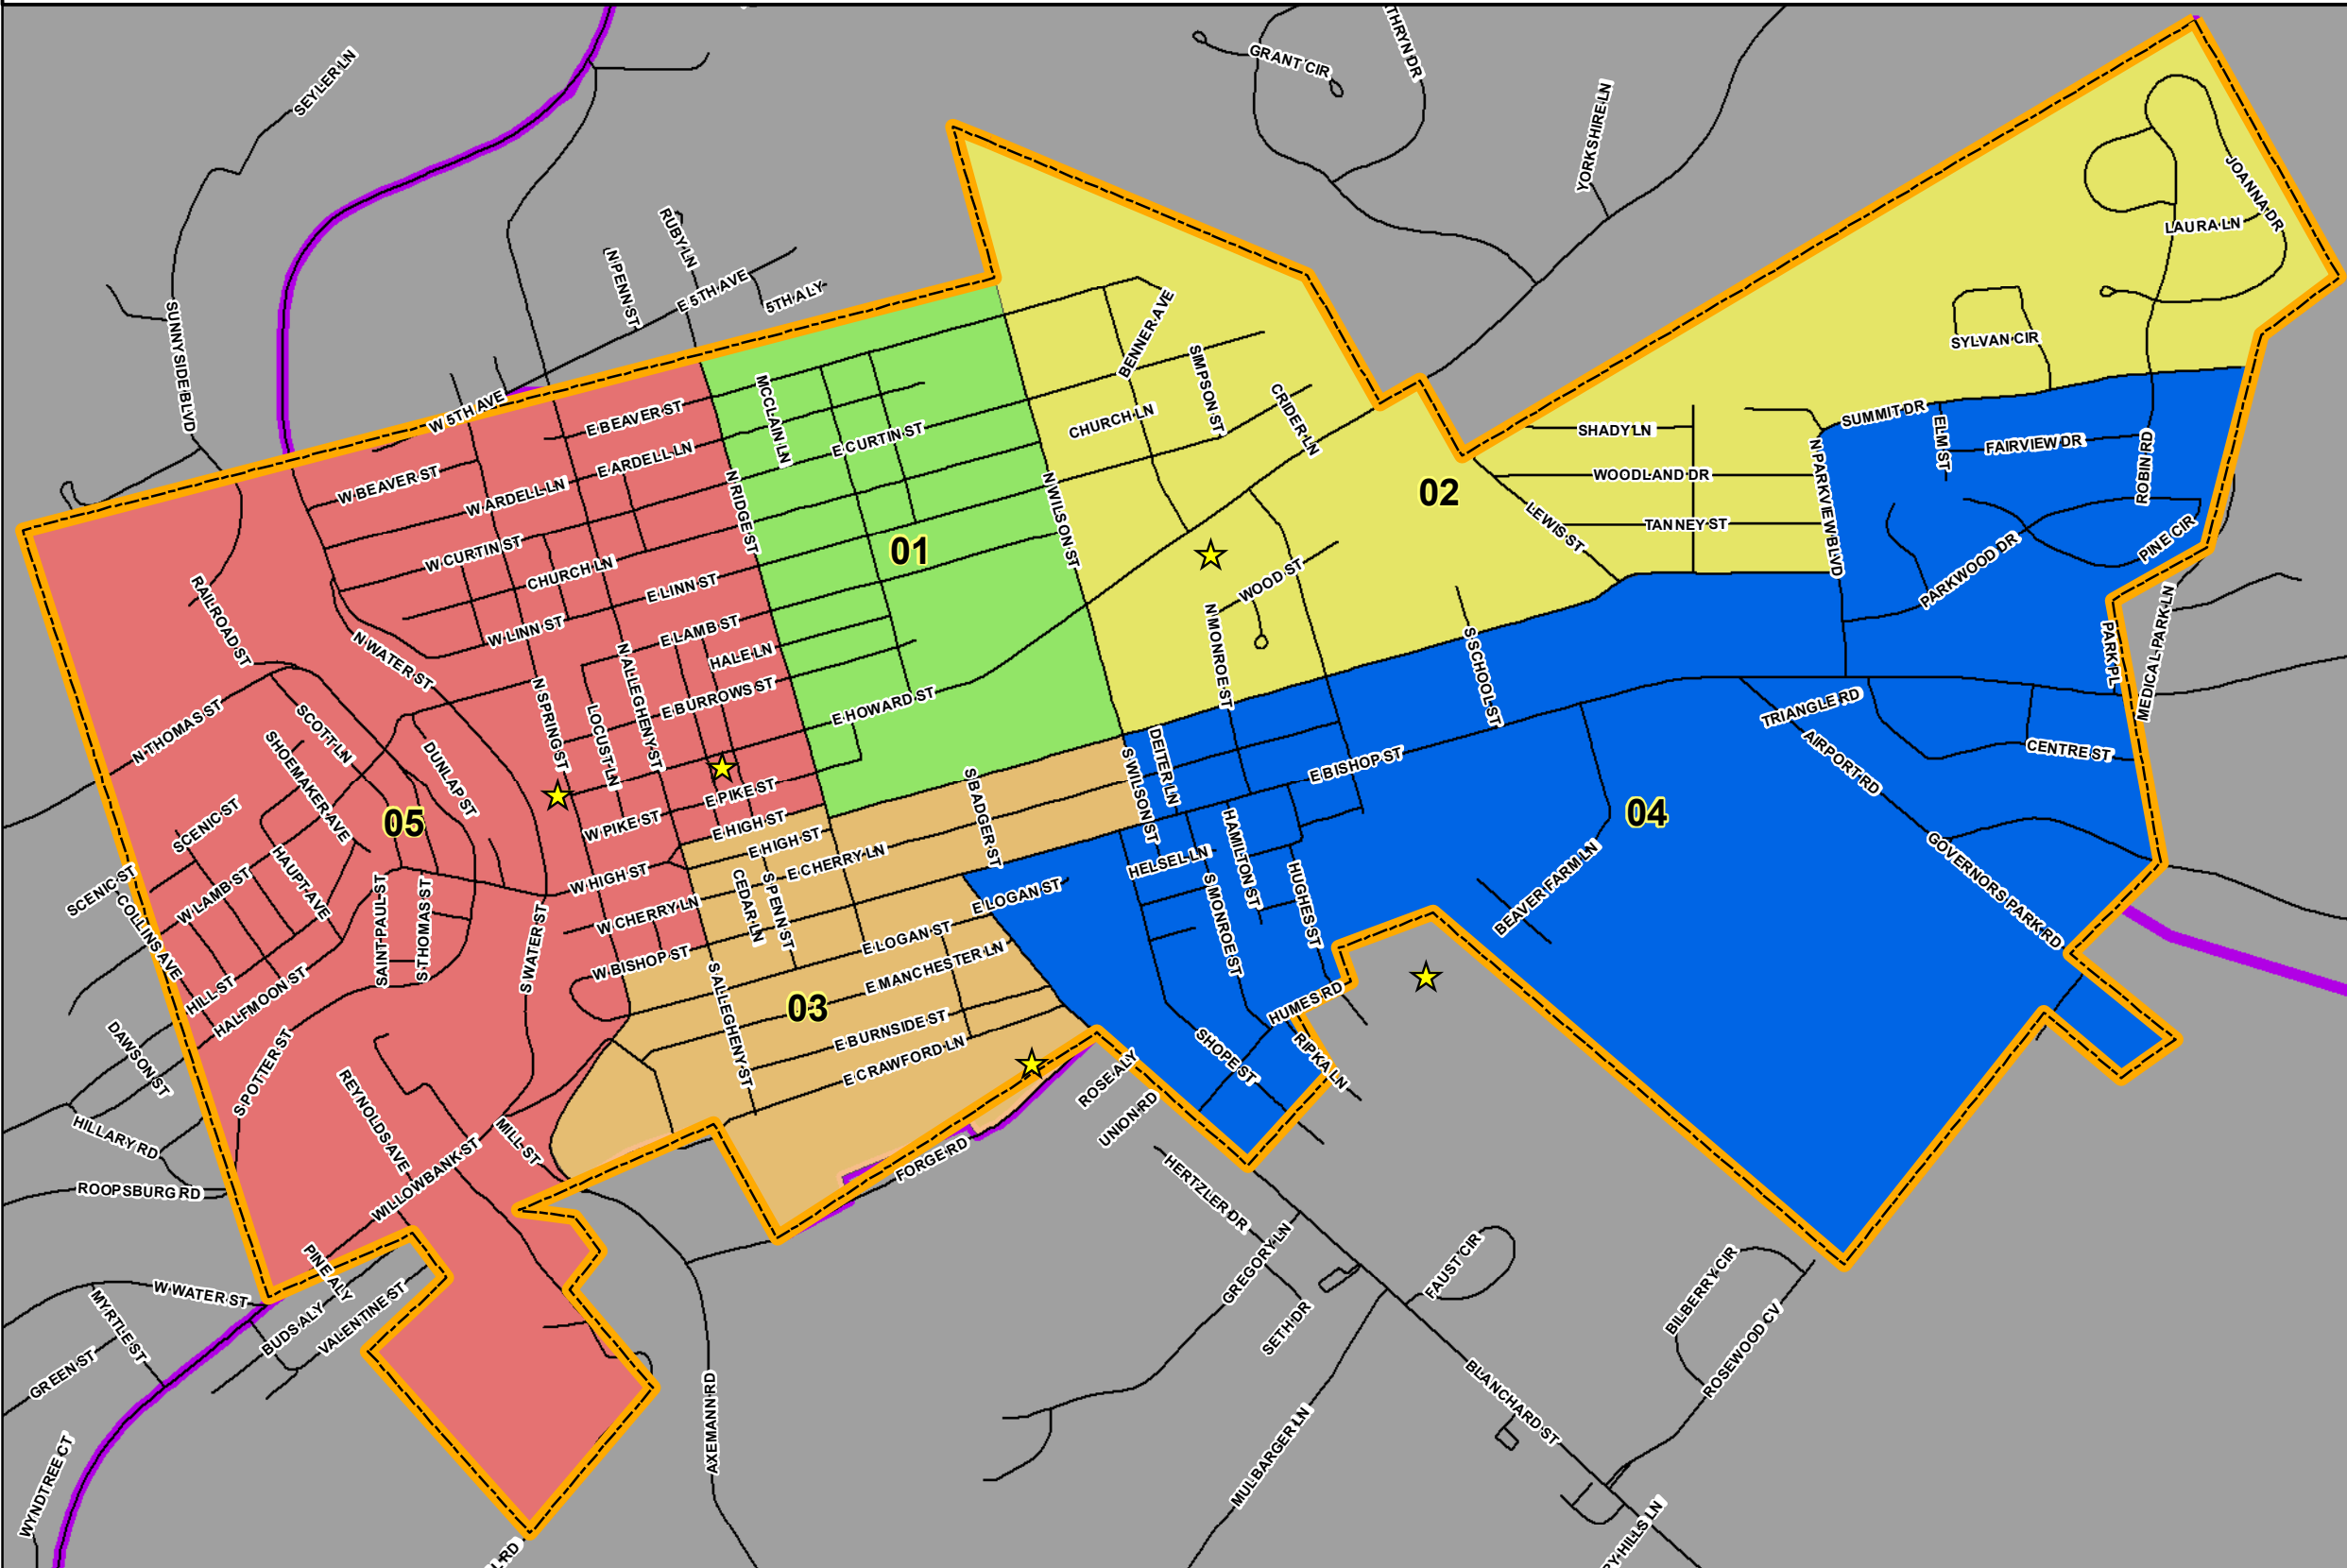 SEYLER LN
GRANT CIR
THRYN DR
YORKSHIRE LN
JOANNA DR
LAURA LN
RUBY LN
N PENN ST
E 5TH AVE
5TH ALY
SUNNYSIDE BLVD
BENNER AVE
SIMPSON ST
CRIDER LN
CHURCH LN
SYLVAN CIR
W 5TH AVE
E BEAVER ST
MCCLAIN LN
E CURTIN ST
SHADY LN
SUMMIT DR
ELM ST
FAIRVIEW DR
ROBIN RD
W BEAVER ST
E ARDELL LN
W ARDELL LN
N RIDGE ST
N WILSON ST
02
WOODLAND DR
N PARKVIEW BLVD
LEWIS ST
TANNEY ST
PINE CIR
PARKWOOD DR
W CURTIN ST
CHURCH LN
01
WOOD ST
E LINN ST
RAILROAD ST
W LINN ST
E LAMB ST
HALE LN
N WATER ST
N ALLEGHENY ST
N MONROE ST
S SCHOOL ST
PARK PL
MEDICAL PARK LN
E BURROWS ST
N SPRING ST
LOCUST LN
E HOWARD ST
N THOMAS ST
SCOTT LN
SHOEMAKER AVE
DUNLAP ST
DEITER LN
S WILSON ST
E BISHOP ST
TRIANGLE RD
AIRPORT RD
CENTRE ST
SCENIC ST
05
E PIKE ST
W PIKE ST
E HIGH ST
E HIGH ST
S BADGER ST
E CHERRY LN
04
HAMILTON ST
HELSEL LN
GOVERNORS PARK RD
BEAVER FARM LN
SCENIC ST
COLLINS AVE
W LAMB ST
HAUPT AVE
SAINT PAUL ST
S THOMAS ST
W HIGH ST
W CHERRY LN
CEDAR LN
S PENN ST
E LOGAN ST
E LOGAN ST
S MONROE ST
HUGHES ST
S WATER ST
W BISHOP ST
E MANCHESTER LN
HILL ST
HALFMOON ST
S ALLEGHENY ST
03
HUMES RD
DAWSON ST
S POTTER ST
E BURNSIDE ST
E CRAWFORD LN
SHOPE ST
RIPKA LN
ROSE ALY
UNION RD
REYNOLDS AVE
HILLARY RD
MILL ST
FORGE RD
ROOPSBURG RD
WILLOWBANK ST
HERTZLER DR
GREGORY LN
FAUST CIR
BILBERRY CIR
PINE ALY
W WATER ST
MYRTLE ST
BUDS ALY
VALENTINE ST
SETH DR
ROSEWOOD CV
GREEN ST
AXEMANN RD
BLANCHARD ST
MULBARGER LN
WYNDTREE CT
RY HILLS LN
L RD